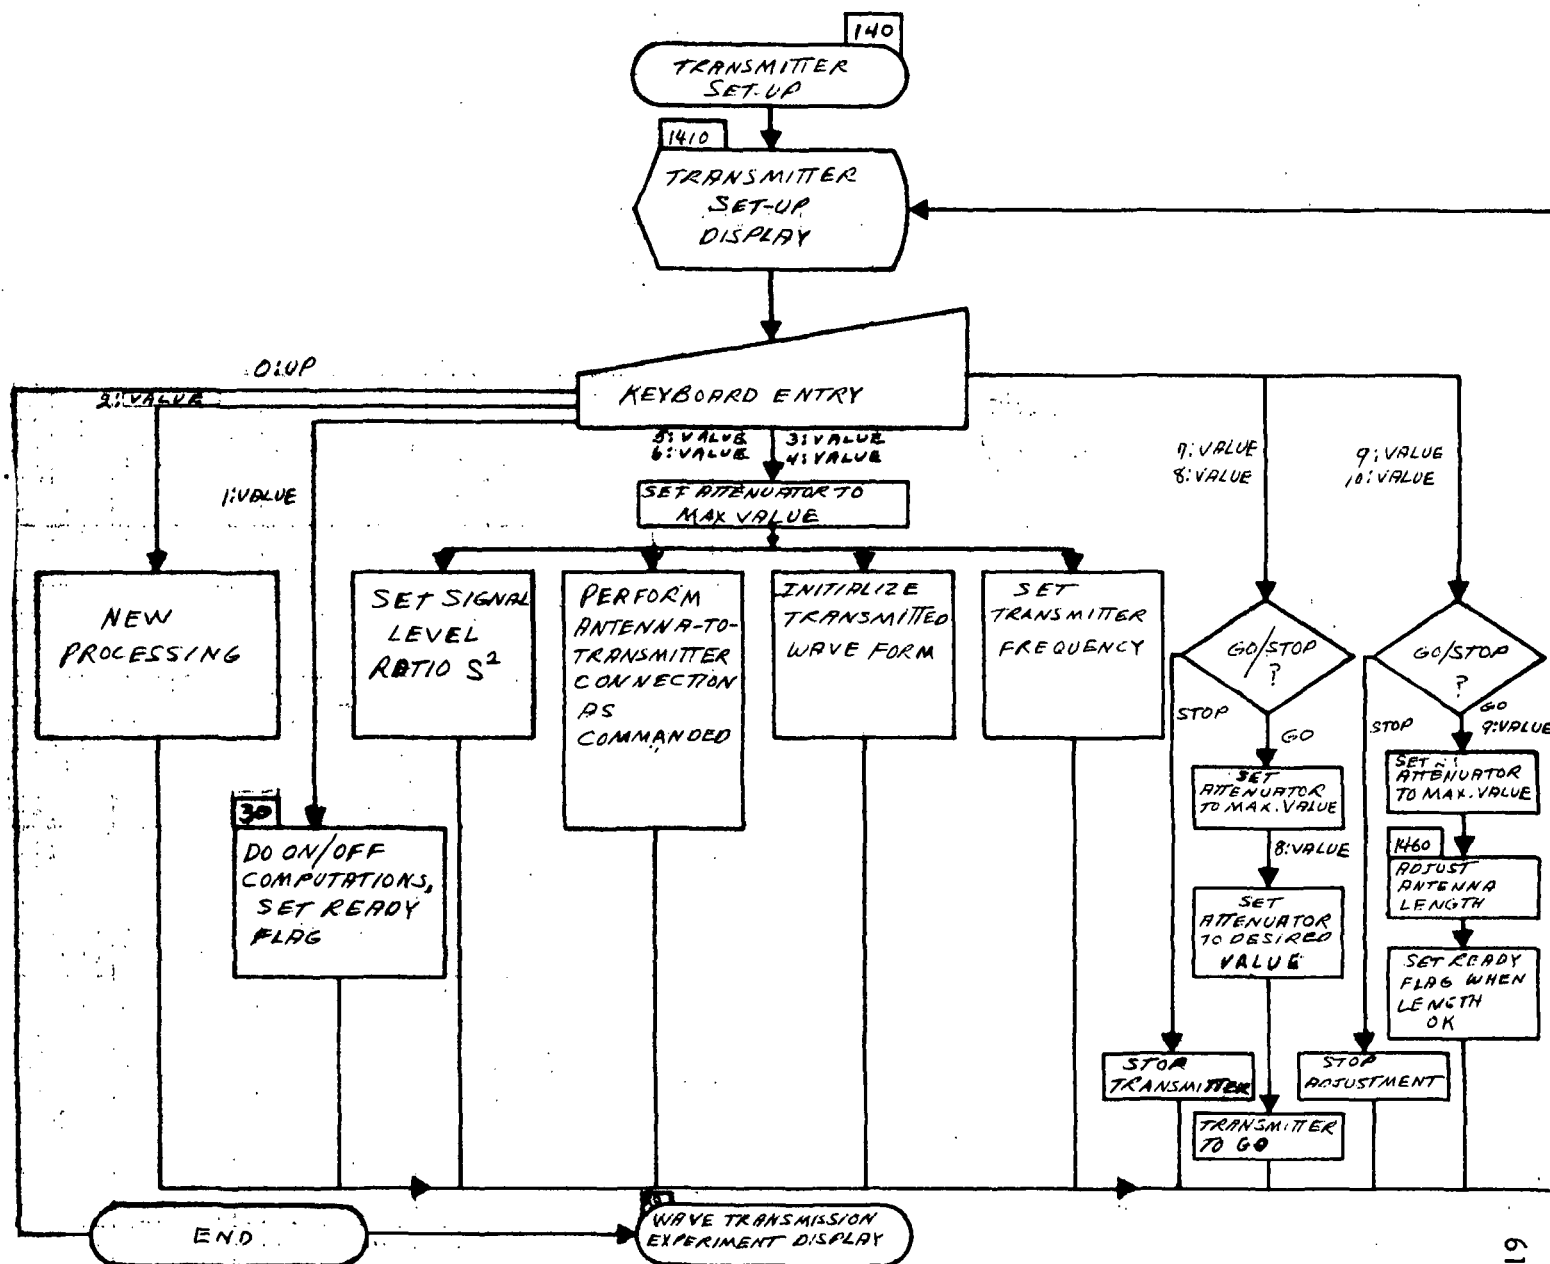 140
TRANSMITTER
SET-UP
1410
TRANSMITTER
SET-UP
DISPLAY
KEYBOARD ENTRY
0:UP
2:VALUE
1:VALUE
5:VALUE
6:VALUE
3:VALUE
4:VALUE
7:VALUE
8:VALUE
9:VALUE
10:VALUE
SET ATTENUATOR TO
MAX VALUE
NEW
PROCESSING
SET SIGNAL
LEVEL
RATIO S²
PERFORM
ANTENNA-TO-
TRANSMITTER
CONNECTION
AS
COMMANDED
INITIALIZE
TRANSMITTED
WAVE FORM
SET
TRANSMITTER
FREQUENCY
GO/STOP
?
GO/STOP
?
STOP
GO
STOP
GO
9:VALUE
SET
ATTENUATOR
TO MAX. VALUE
SET
ATTENUATOR
TO MAX. VALUE
30
DO ON/OFF
COMPUTATIONS,
SET READY
FLAG
8:VALUE
1460
ADJUST
ANTENNA
LENGTH
SET
ATTENUATOR
TO DESIRED
VALUE
SET READY
FLAG WHEN
LENGTH
OK
STOP
TRANSMITTER
STOP
ADJUSTMENT
TRANSMITTER
TO GO
END
WAVE TRANSMISSION
EXPERIMENT DISPLAY
61